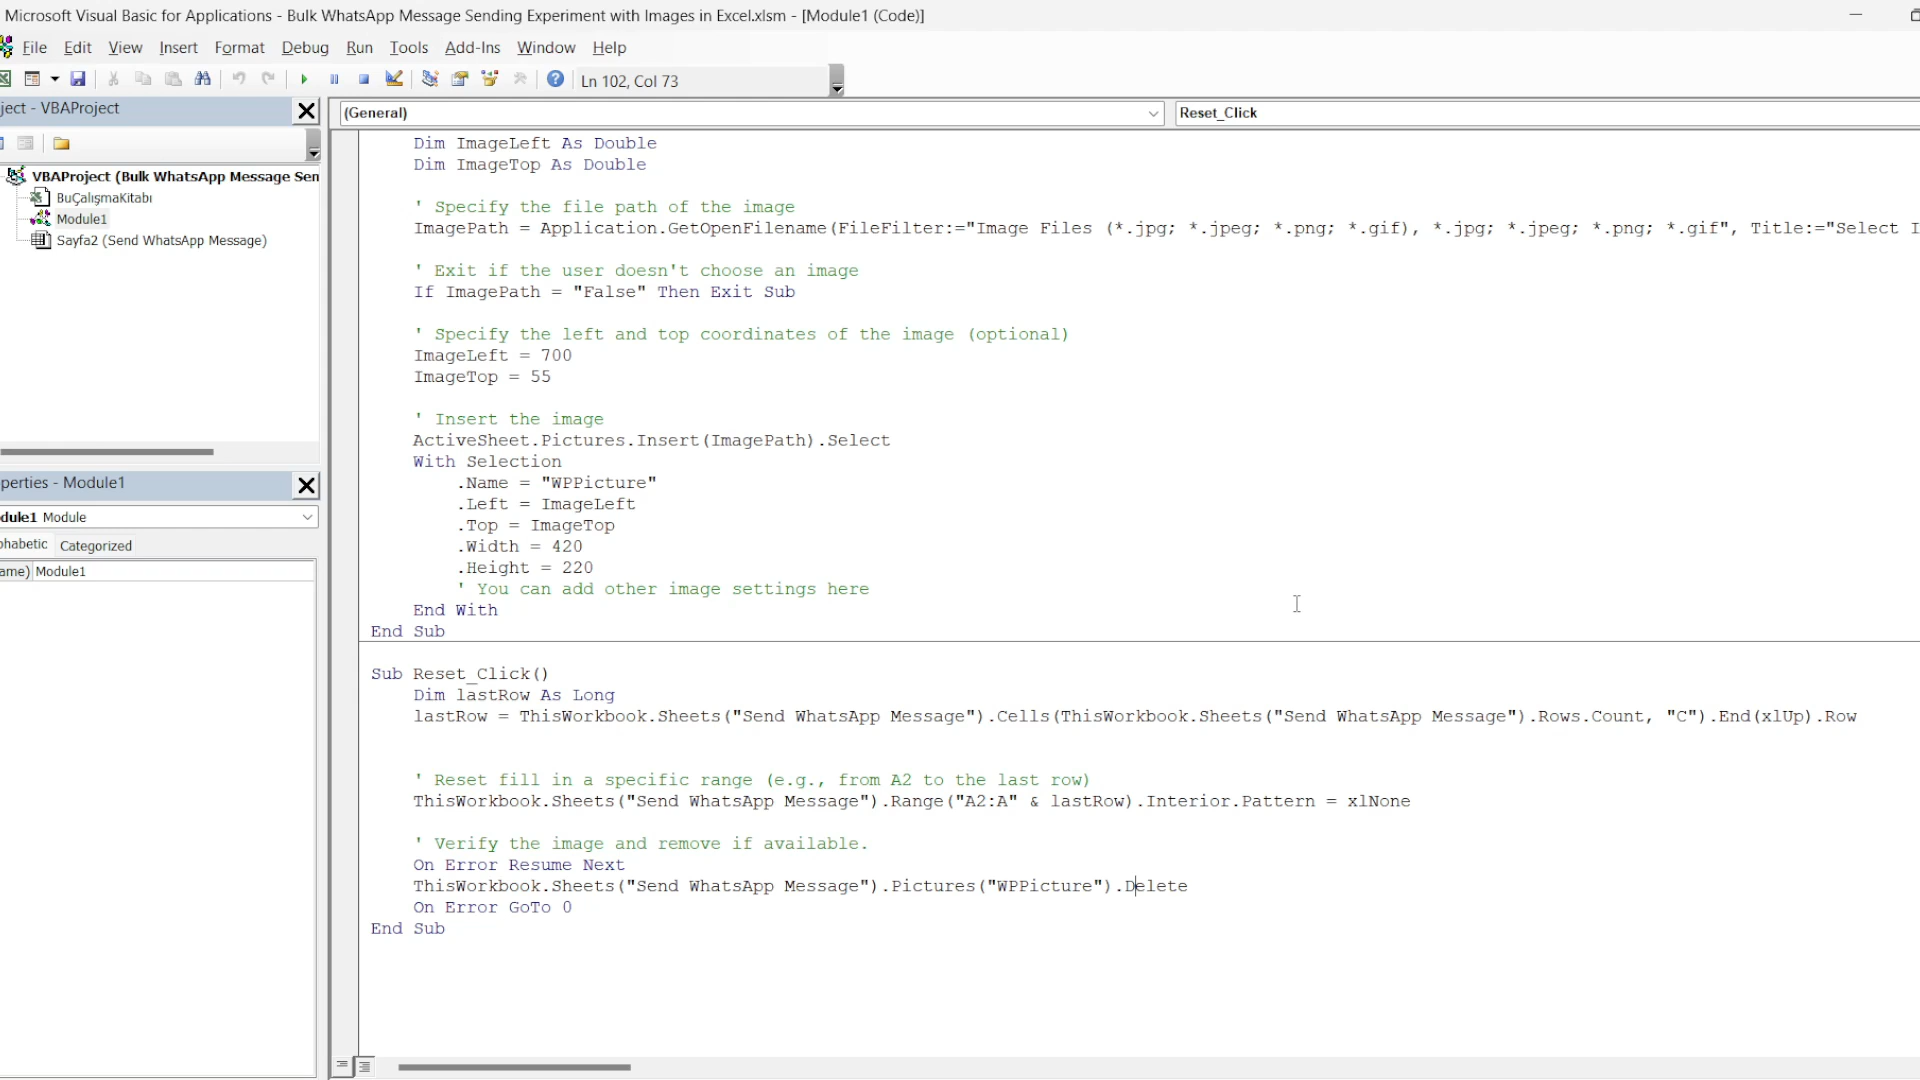 Microsoft Visual Basic for Applications - Bulk WhatsApp Message Sending Experiment with Images in Excel.xlsm - [Module1 (Code)]
File Edit View Insert Format Debug Run Tools Add-Ins Window Help
Ln 102, Col 73
ject - VBAProject
VBAProject (Bulk WhatsApp Message Sen
BuÇalışmaKitabı
Module1
Sayfa2 (Send WhatsApp Message)
perties - Module1
dule1 Module
phabetic Categorized
ame) Module1
(General) Reset_Click
Dim ImageLeft As Double
Dim ImageTop As Double
' Specify the file path of the image
ImagePath = Application.GetOpenFilename(FileFilter:="Image Files (*.jpg; *.jpeg; *.png; *.gif), *.jpg; *.jpeg; *.png; *.gif", Title:="Select I
' Exit if the user doesn't choose an image
If ImagePath = "False" Then Exit Sub
' Specify the left and top coordinates of the image (optional)
ImageLeft = 700
ImageTop = 55
' Insert the image
ActiveSheet.Pictures.Insert(ImagePath).Select
With Selection
.Name = "WPPicture"
.Left = ImageLeft
.Top = ImageTop
.Width = 420
.Height = 220
' You can add other image settings here
End With
End Sub
Sub Reset_Click()
Dim lastRow As Long
lastRow = ThisWorkbook.Sheets("Send WhatsApp Message").Cells(ThisWorkbook.Sheets("Send WhatsApp Message").Rows.Count, "C").End(xlUp).Row
' Reset fill in a specific range (e.g., from A2 to the last row)
ThisWorkbook.Sheets("Send WhatsApp Message").Range("A2:A" & lastRow).Interior.Pattern = xlNone
' Verify the image and remove if available.
On Error Resume Next
ThisWorkbook.Sheets("Send WhatsApp Message").Pictures("WPPicture").Delete
On Error GoTo 0
End Sub